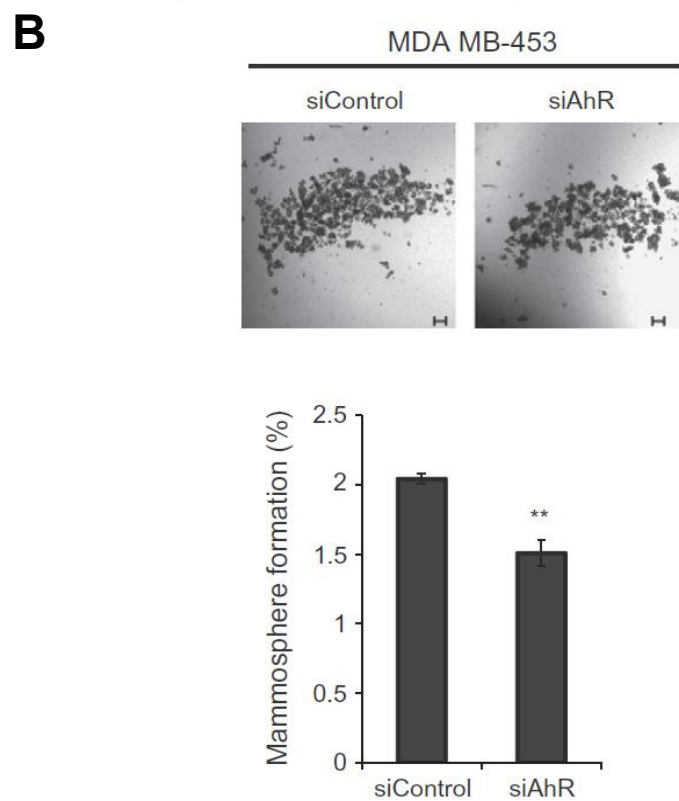 B
MDA MB-453
siControl siAhR
Mammosphere formation (%)
2.5
2
1.5
1
0.5
0
**
siControl siAhR